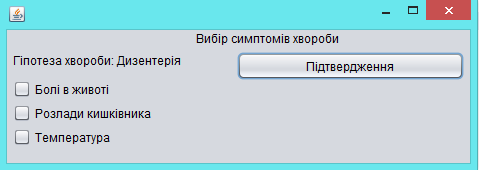 Вибір симптомів хвороби
Гіпотеза хвороби: Дизентерія
Підтвердження
Болі в животі
Розлади кишківника
Температура